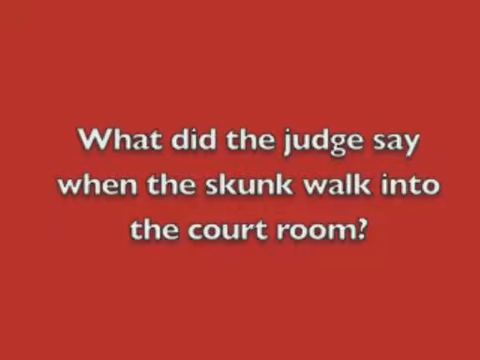 What did the judge say
when the skunk walk into
the court room?